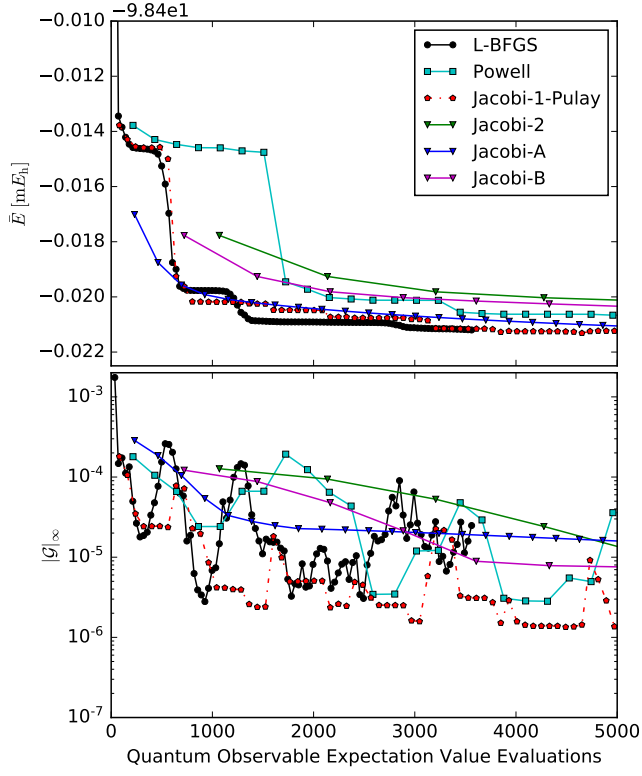 −9.84e1
−0.010
−0.012
−0.014
−0.016
−0.018
−0.020
−0.022
Ē [mEₕ]
L-BFGS
Powell
Jacobi-1-Pulay
Jacobi-2
Jacobi-A
Jacobi-B
10⁻³
10⁻⁴
10⁻⁵
10⁻⁶
10⁻⁷
|𝒢|∞
0
1000
2000
3000
4000
5000
Quantum Observable Expectation Value Evaluations